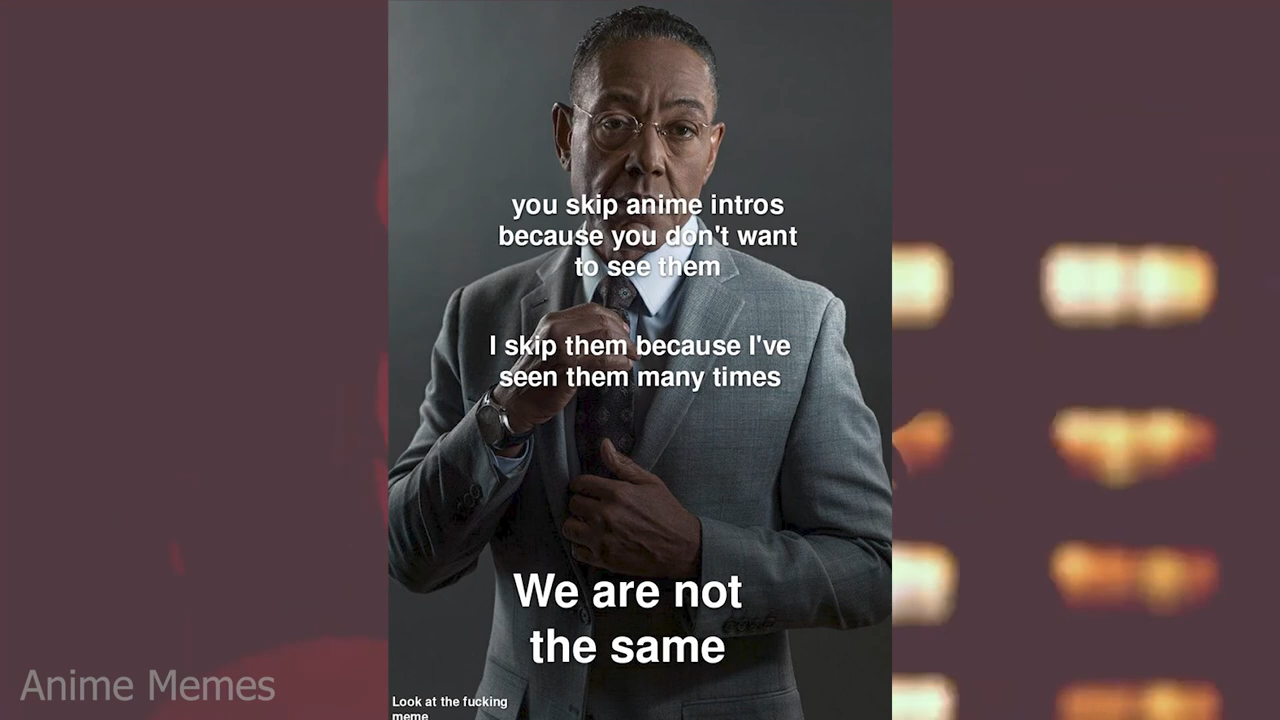 you skip anime intros
because you don't want
to see them
I skip them because I've
seen them many times
We are not
the same
Look at the fucking
meme
Anime Memes